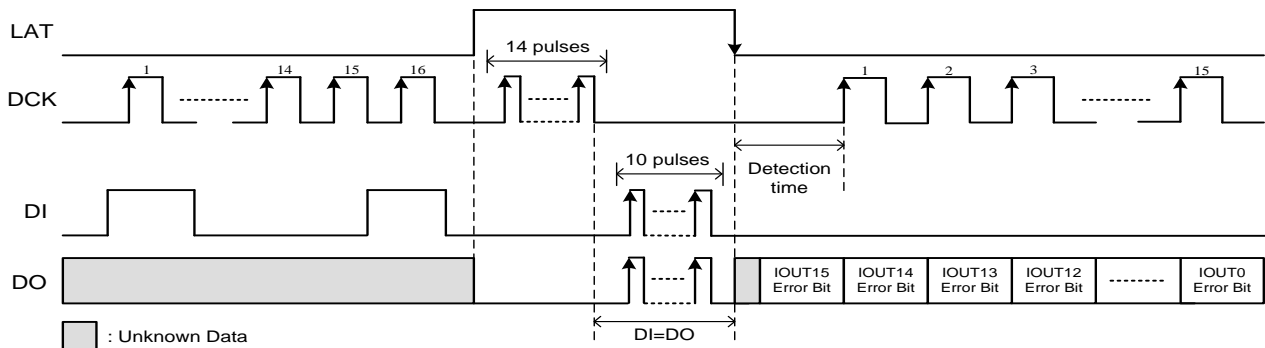 LAT
14 pulses
DCK
1 14 15 16 1 2 3 15
Detection
time
10 pulses
DI
DO
IOUT15
Error Bit
IOUT14
Error Bit
IOUT13
Error Bit
IOUT12
Error Bit
IOUT0
Error Bit
DI=DO
: Unknown Data